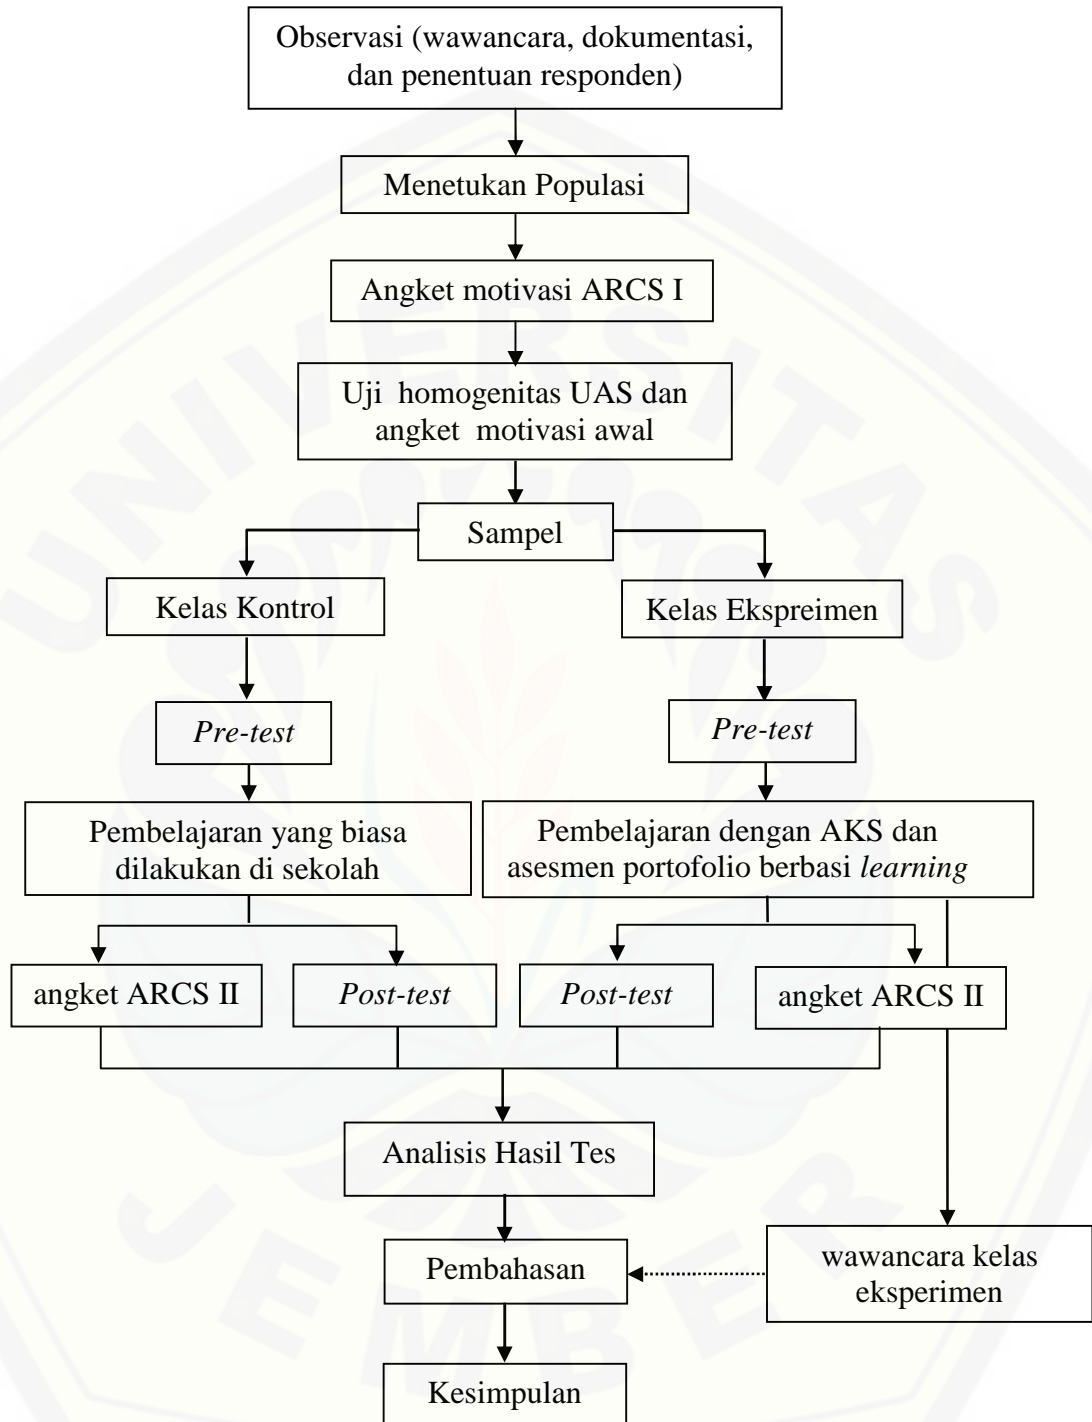 Observasi (wawancara, dokumentasi,
dan penentuan responden)
Menetukan Populasi
Angket motivasi ARCS I
Uji homogenitas UAS dan
angket motivasi awal
Sampel
Kelas Kontrol
Kelas Ekspreimen
Pre-test
Pre-test
Pembelajaran yang biasa
dilakukan di sekolah
Pembelajaran dengan AKS dan
asesmen portofolio berbasi learning
angket ARCS II
Post-test
Post-test
angket ARCS II
Analisis Hasil Tes
Pembahasan
wawancara kelas
eksperimen
Kesimpulan
UNIVERSITAS
JEMBER